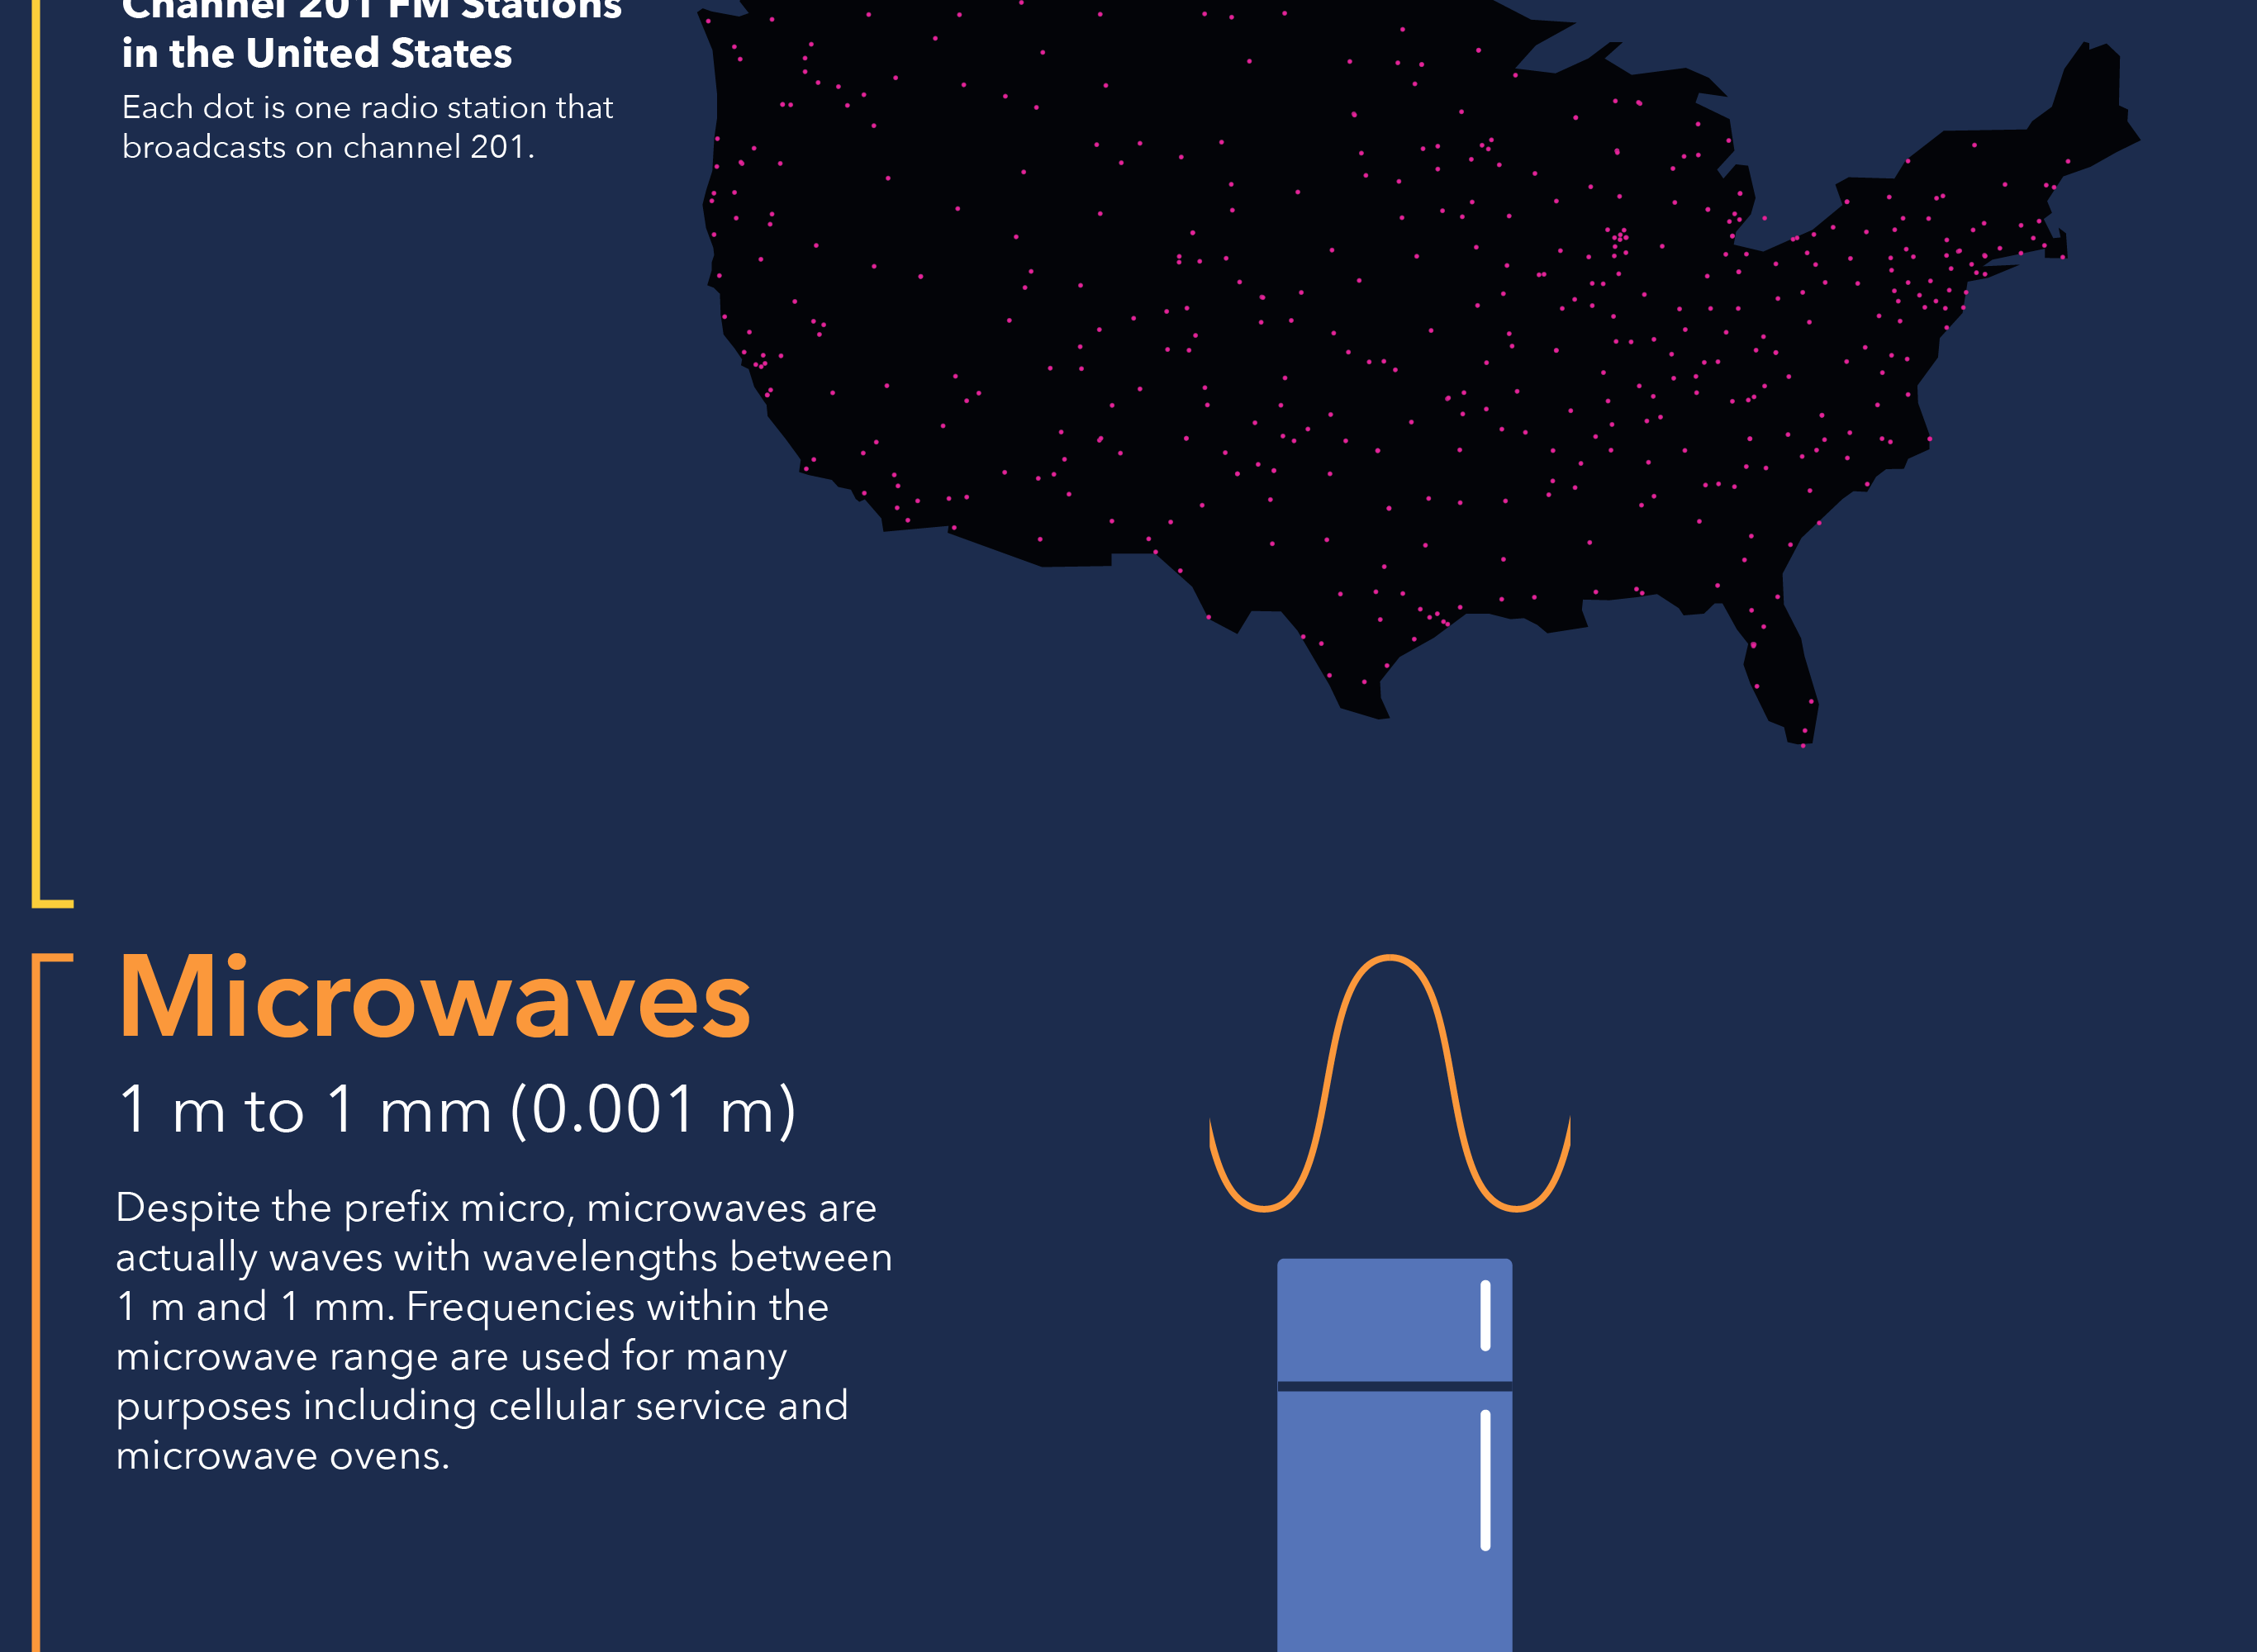 Channel 201 FM Stations
in the United States
Each dot is one radio station that
broadcasts on channel 201.
Microwaves
1 m to 1 mm (0.001 m)
Despite the prefix micro, microwaves are
actually waves with wavelengths between
1 m and 1 mm. Frequencies within the
microwave range are used for many
purposes including cellular service and
microwave ovens.